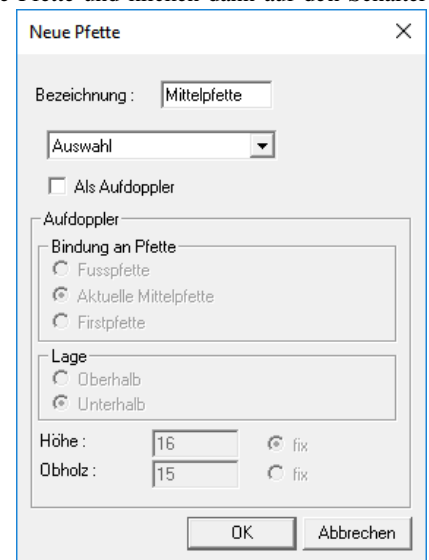 Neue Pfette
Bezeichnung : Mittelpfette
Auswahl
Als Aufdoppler
Aufdoppler
Bindung an Pfette
Fusspfette
Aktuelle Mittelpfette
Firstpfette
Lage
Oberhalb
Unterhalb
Höhe : 16 fix
Obholz : 15 fix
OK Abbrechen